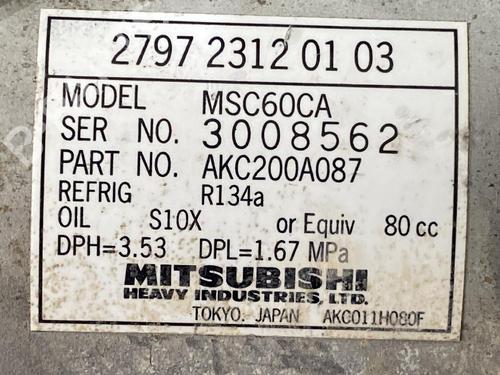 2797 2312 01 03
MODEL MSC60CA
SER NO. 3008562
PART NO. AKC200A087
REFRIG R134a
OIL S10X or Equiv 80 cc
DPH=3.53 DPL=1.67 MPa
MITSUBISHI
HEAVY INDUSTRIES, LTD.
TOKYO. JAPAN AKC011H080F